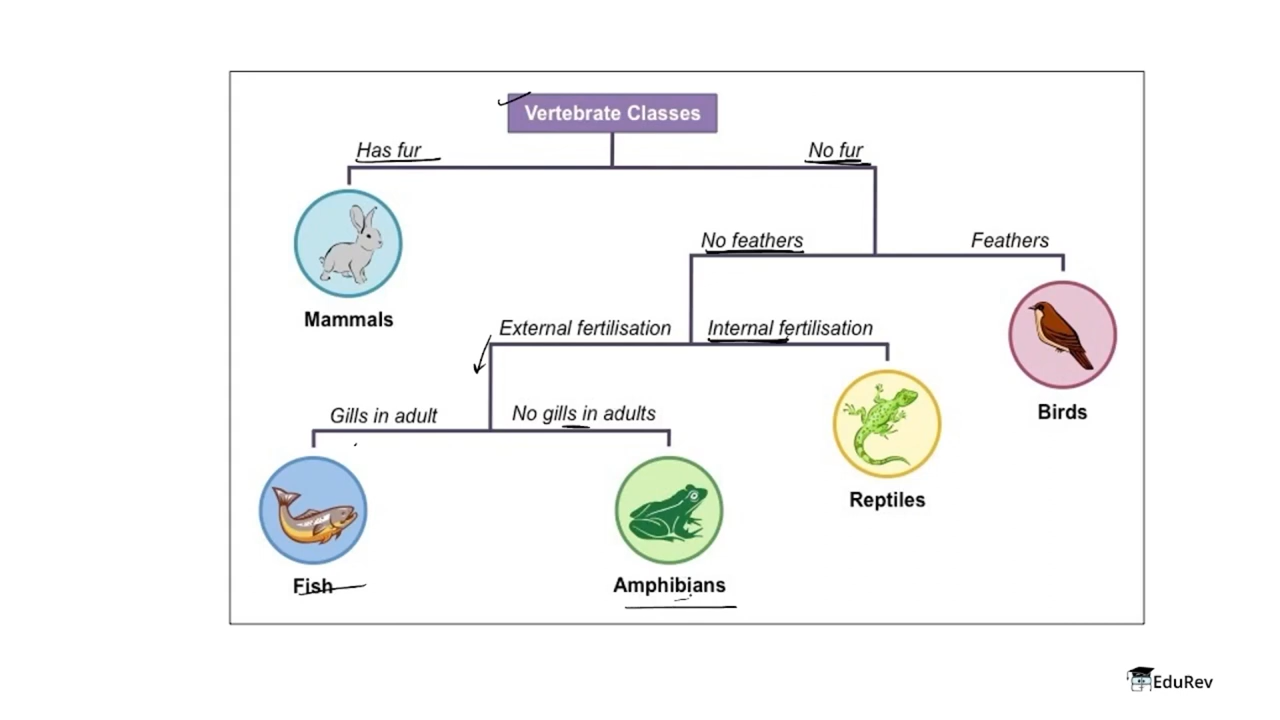 Vertebrate Classes
Has fur
No fur
Mammals
No feathers
Feathers
Birds
External fertilisation
Internal fertilisation
Reptiles
Gills in adult
No gills in adults
Fish
Amphibians
EduRev